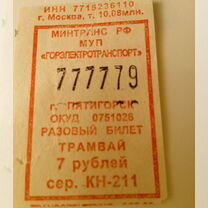 ИНН 7715236110
г. Москва, т. 10,08млн.
МИНТРАНС РФ
МУП
«ГОРЭЛЕКТРОТРАНСПОРТ»
777779
г. ПЯТИГОРСК
ОКУД 0751026
РАЗОВЫЙ БИЛЕТ
ТРАМВАЙ
7 рублей
сер. КН-211